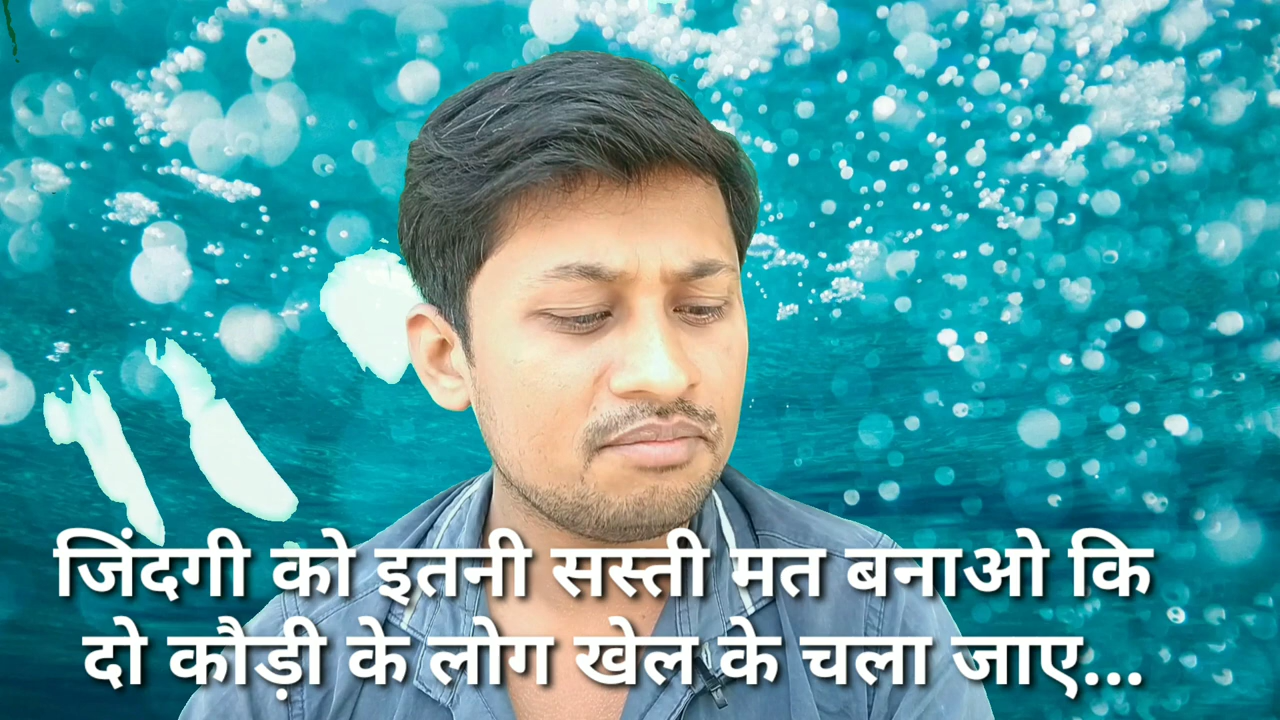 जिंदगी को इतनी सस्ती मत बनाओ कि
दो कौड़ी के लोग खेल के चला जाए...